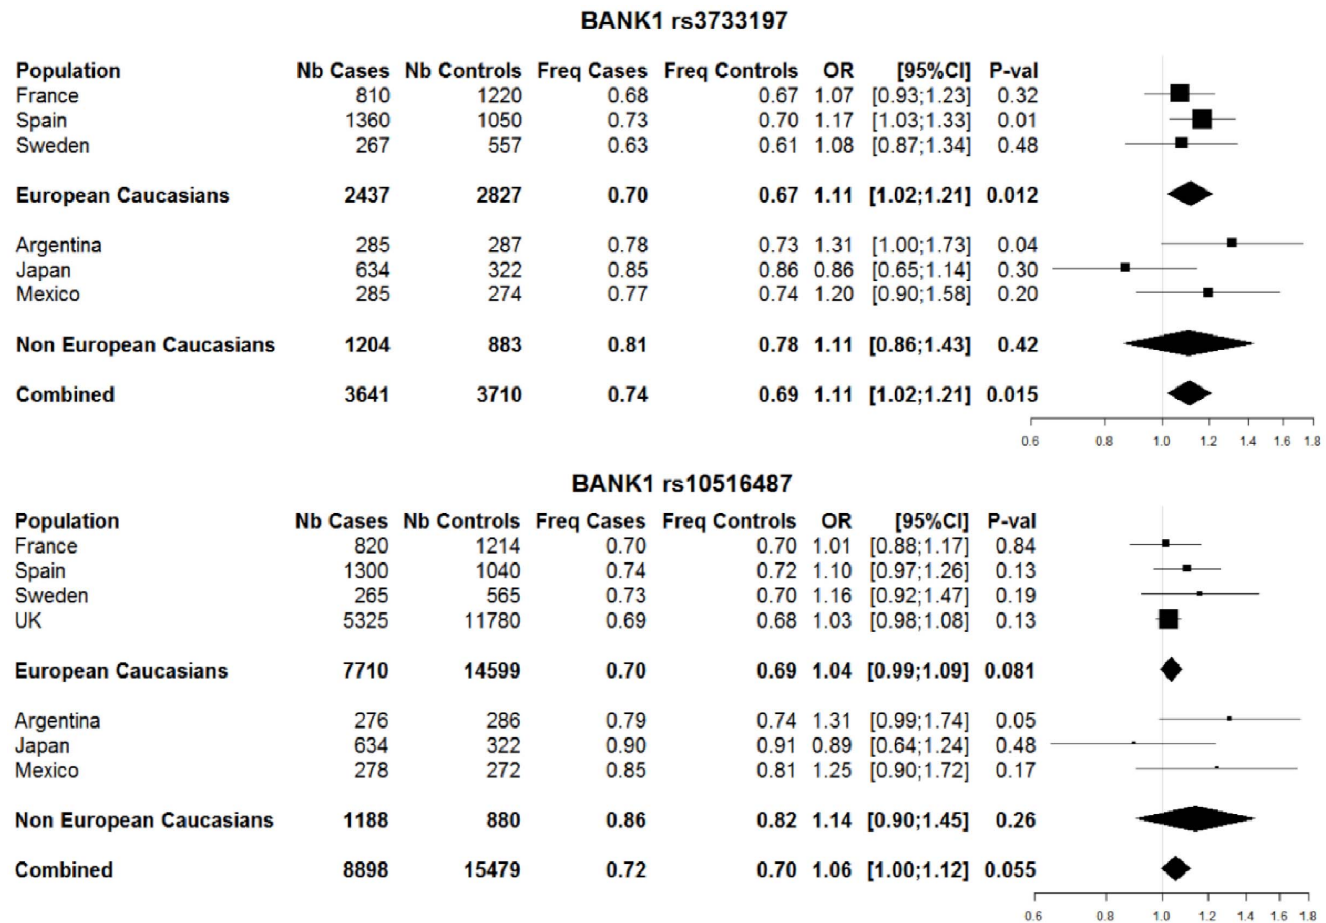 BANK1 rs3733197
Population Nb Cases Nb Controls Freq Cases Freq Controls OR [95%CI] P-val
France 810 1220 0.68 0.67 1.07 [0.93;1.23] 0.32
Spain 1360 1050 0.73 0.70 1.17 [1.03;1.33] 0.01
Sweden 267 557 0.63 0.61 1.08 [0.87;1.34] 0.48
European Caucasians 2437 2827 0.70 0.67 1.11 [1.02;1.21] 0.012
Argentina 285 287 0.78 0.73 1.31 [1.00;1.73] 0.04
Japan 634 322 0.85 0.86 0.86 [0.65;1.14] 0.30
Mexico 285 274 0.77 0.74 1.20 [0.90;1.58] 0.20
Non European Caucasians 1204 883 0.81 0.78 1.11 [0.86;1.43] 0.42
Combined 3641 3710 0.74 0.69 1.11 [1.02;1.21] 0.015
0.6 0.8 1.0 1.2 1.4 1.6 1.8
BANK1 rs10516487
Population Nb Cases Nb Controls Freq Cases Freq Controls OR [95%CI] P-val
France 820 1214 0.70 0.70 1.01 [0.88;1.17] 0.84
Spain 1300 1040 0.74 0.72 1.10 [0.97;1.26] 0.13
Sweden 265 565 0.73 0.70 1.16 [0.92;1.47] 0.19
UK 5325 11780 0.69 0.68 1.03 [0.98;1.08] 0.13
European Caucasians 7710 14599 0.70 0.69 1.04 [0.99;1.09] 0.081
Argentina 276 286 0.79 0.74 1.31 [0.99;1.74] 0.05
Japan 634 322 0.90 0.91 0.89 [0.64;1.24] 0.48
Mexico 278 272 0.85 0.81 1.25 [0.90;1.72] 0.17
Non European Caucasians 1188 880 0.86 0.82 1.14 [0.90;1.45] 0.26
Combined 8898 15479 0.72 0.70 1.06 [1.00;1.12] 0.055
0.6 0.8 1.0 1.2 1.4 1.6 1.8